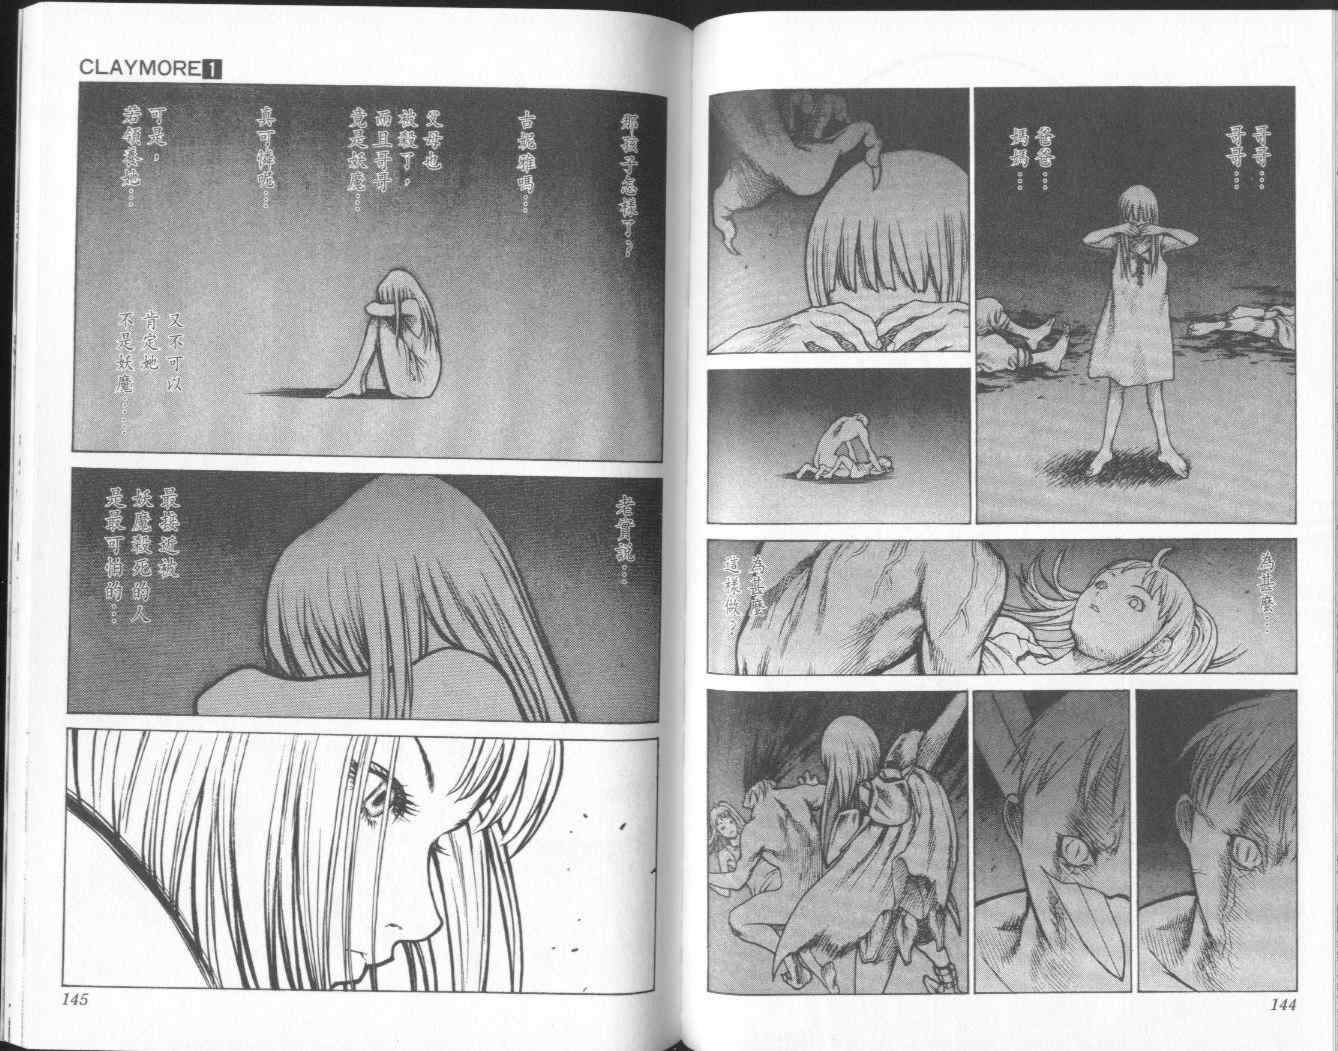 CLAYMORE1
哥哥…
哥哥…
爸爸…
媽媽…
為甚麼…
為甚麼
這樣做…
144
那孩子怎樣了?
古妮雅嗎…
父母也
被殺了,
而且哥哥
竟是妖魔…
真可憐呢…
可是,
若領養她…
又不可以
肯定她
不是妖魔……
老實說…
最接近被
妖魔殺死的人
是最可怕的…
145